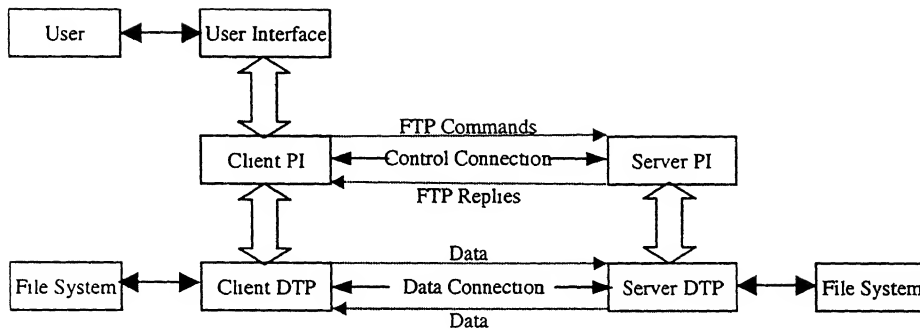 User
User Interface
FTP Commands
Client PI
Control Connection
Server PI
FTP Replies
Data
File System
Client DTP
Data Connection
Server DTP
File System
Data